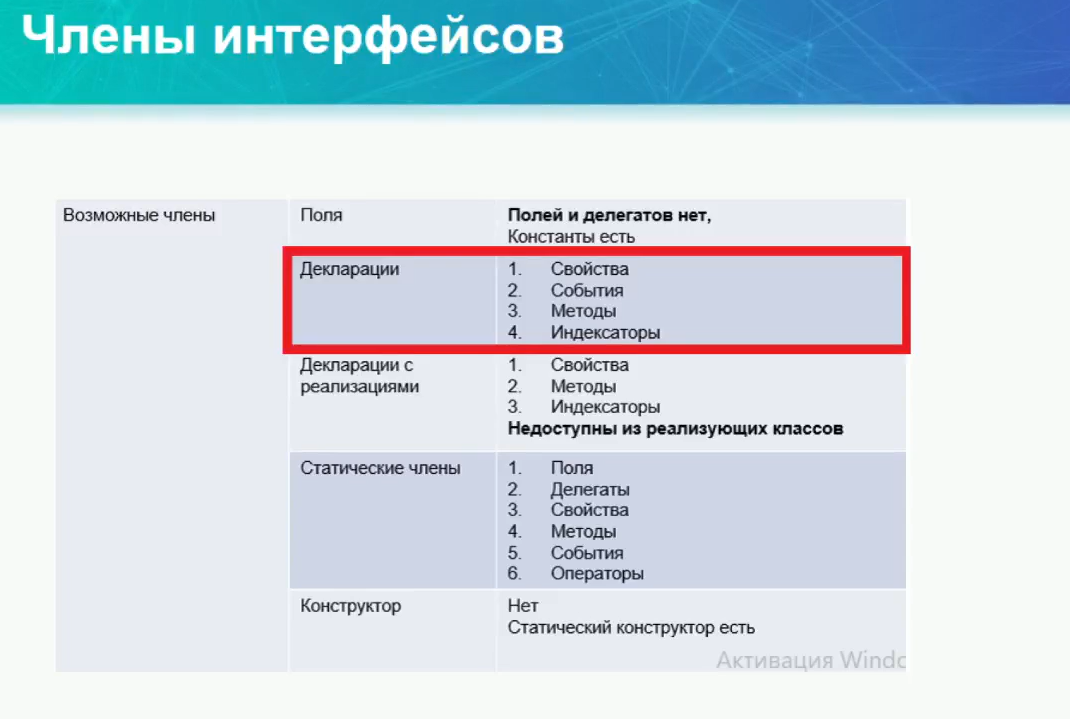 Члены интерфейсов
Возможные члены
Поля
Полей и делегатов нет,
Константы есть
Декларации
1. Свойства
2. События
3. Методы
4. Индексаторы
Декларации с
реализациями
1. Свойства
2. Методы
3. Индексаторы
Недоступны из реализующих классов
Статические члены
1. Поля
2. Делегаты
3. Свойства
4. Методы
5. События
6. Операторы
Конструктор
Нет
Статический конструктор есть
Активация Windo